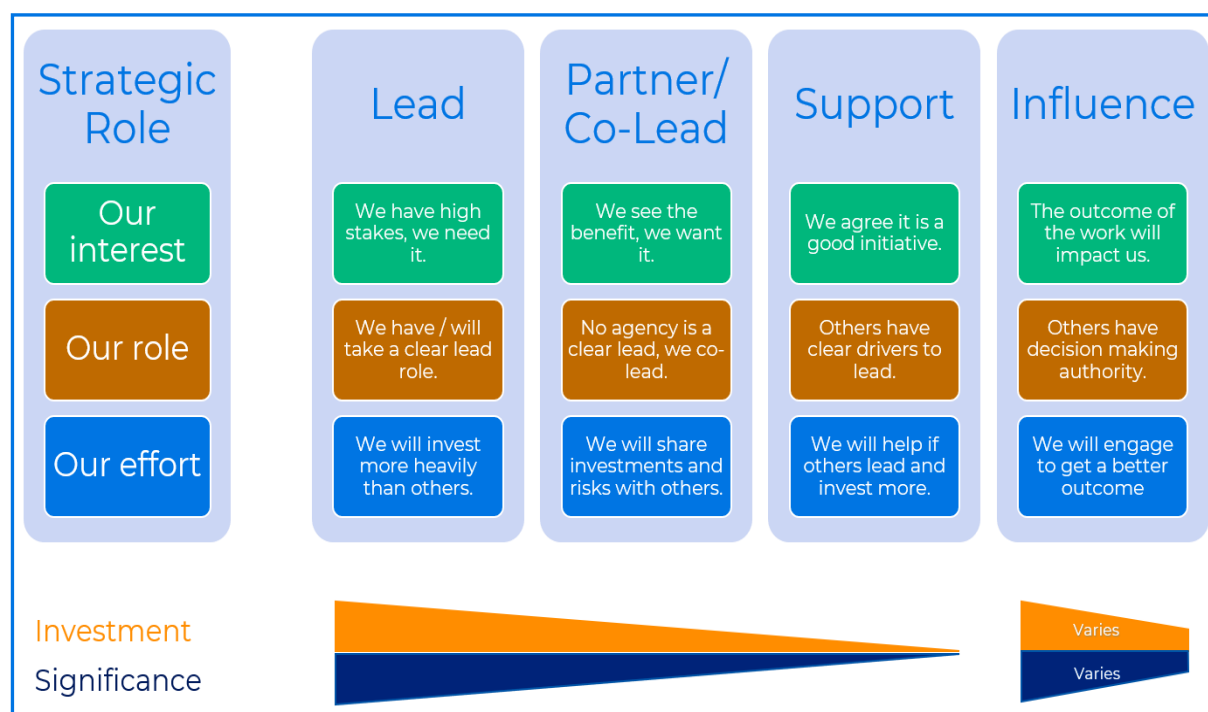 Strategic
Role
Our
interest
Our role
Our effort
Lead
We have high
stakes, we need
it.
We have / will
take a clear lead
role.
We will invest
more heavily
than others.
Partner/
Co-Lead
We see the
benefit, we want
it.
No agency is a
clear lead, we co-
lead.
We will share
investments and
risks with others.
Support
We agree it is a
good initiative.
Others have
clear drivers to
lead.
We will help if
others lead and
invest more.
Influence
The outcome of
the work will
impact us.
Others have
decision making
authority.
We will engage
to get a better
outcome
Investment
Significance
Varies
Varies